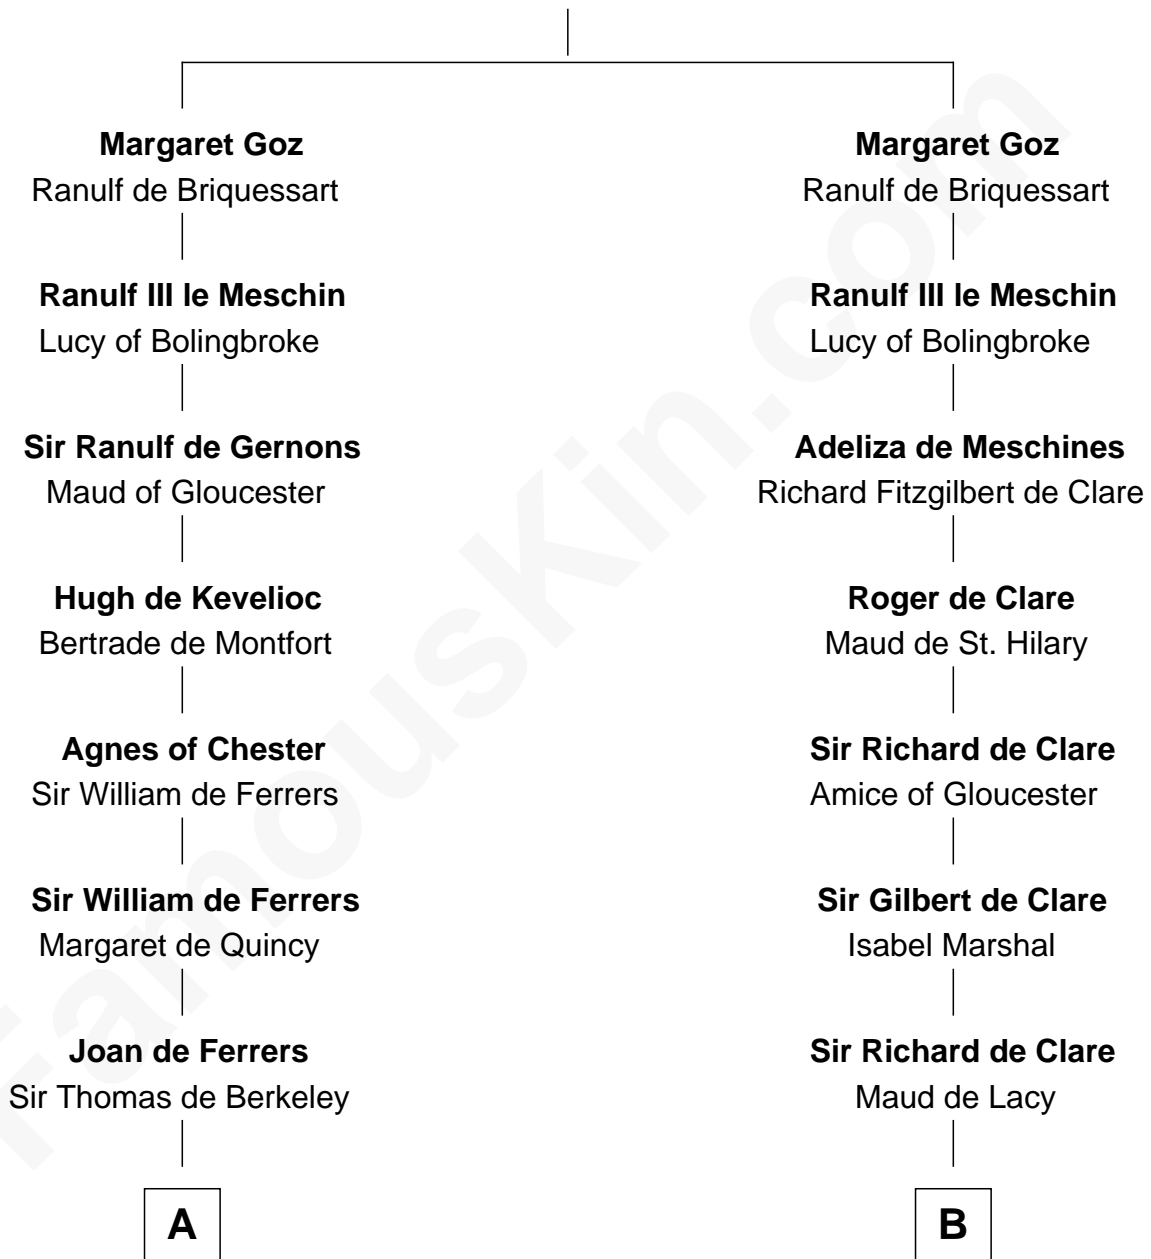 Margaret Goz
Ranulf de Briquessart
Ranulf III le Meschin
Lucy of Bolingbroke
Sir Ranulf de Gernons
Maud of Gloucester
Hugh de Kevelioc
Bertrade de Montfort
Agnes of Chester
Sir William de Ferrers
Sir William de Ferrers
Margaret de Quincy
Joan de Ferrers
Sir Thomas de Berkeley
A
Margaret Goz
Ranulf de Briquessart
Ranulf III le Meschin
Lucy of Bolingbroke
Adeliza de Meschines
Richard Fitzgilbert de Clare
Roger de Clare
Maud de St. Hilary
Sir Richard de Clare
Amice of Gloucester
Sir Gilbert de Clare
Isabel Marshal
Sir Richard de Clare
Maud de Lacy
B
FamousKin.com